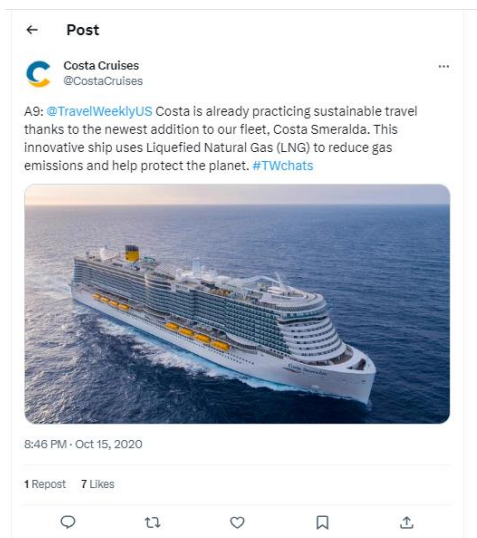 Post
Costa Cruises
@CostaCruises
A9: @TravelWeeklyUS Costa is already practicing sustainable travel
thanks to the newest addition to our fleet, Costa Smeralda. This
innovative ship uses Liquefied Natural Gas (LNG) to reduce gas
emissions and help protect the planet. #TWchats
8:46 PM · Oct 15, 2020
1 Repost 7 Likes